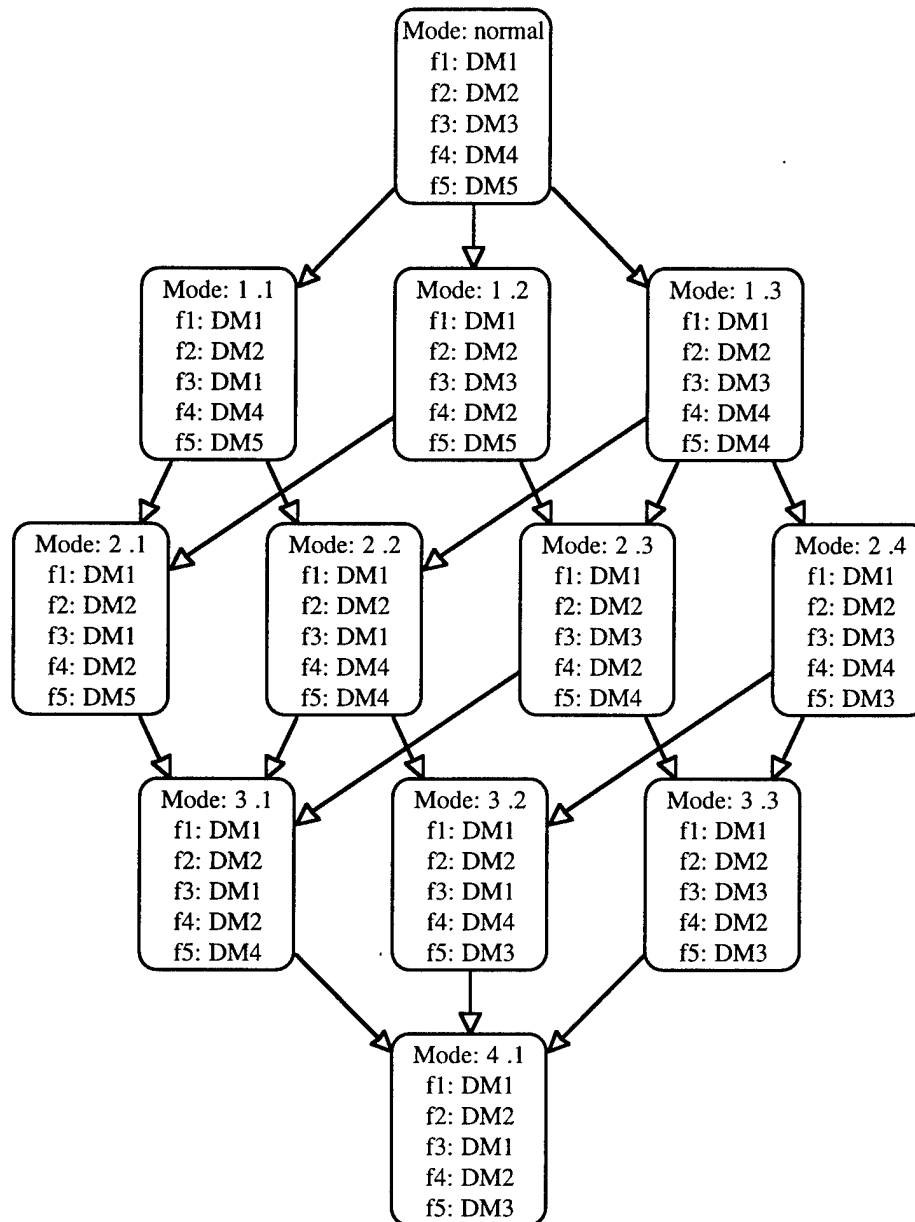 Mode: normal
f1: DM1
f2: DM2
f3: DM3
f4: DM4
f5: DM5
Mode: 1 .1
f1: DM1
f2: DM2
f3: DM1
f4: DM4
f5: DM5
Mode: 1 .2
f1: DM1
f2: DM2
f3: DM3
f4: DM2
f5: DM5
Mode: 1 .3
f1: DM1
f2: DM2
f3: DM3
f4: DM4
f5: DM4
Mode: 2 .1
f1: DM1
f2: DM2
f3: DM1
f4: DM2
f5: DM5
Mode: 2 .2
f1: DM1
f2: DM2
f3: DM1
f4: DM4
f5: DM4
Mode: 2 .3
f1: DM1
f2: DM2
f3: DM3
f4: DM2
f5: DM4
Mode: 2 .4
f1: DM1
f2: DM2
f3: DM3
f4: DM4
f5: DM3
Mode: 3 .1
f1: DM1
f2: DM2
f3: DM1
f4: DM2
f5: DM4
Mode: 3 .2
f1: DM1
f2: DM2
f3: DM1
f4: DM4
f5: DM3
Mode: 3 .3
f1: DM1
f2: DM2
f3: DM3
f4: DM2
f5: DM3
Mode: 4 .1
f1: DM1
f2: DM2
f3: DM1
f4: DM2
f5: DM3